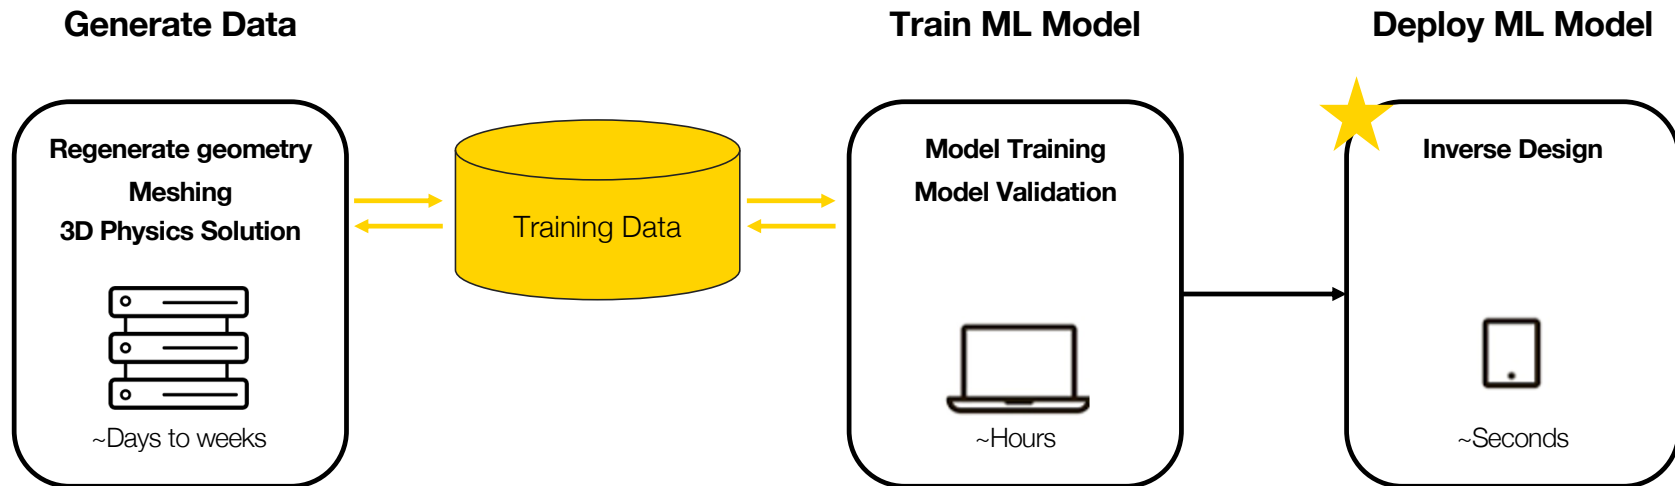 Generate Data
Train ML Model
Deploy ML Model
Regenerate geometry
Meshing
3D Physics Solution
~Days to weeks
Training Data
Model Training
Model Validation
~Hours
Inverse Design
~Seconds